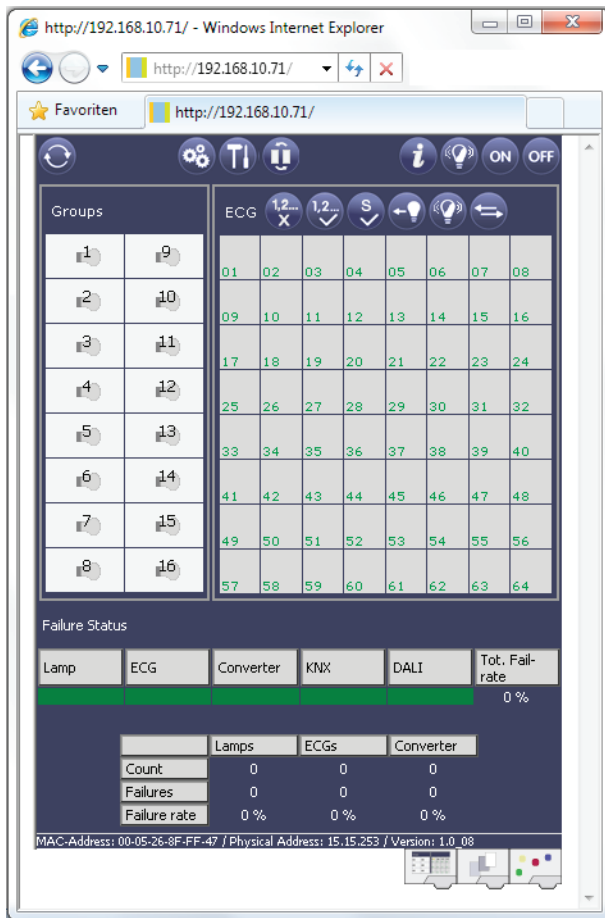 http://192.168.10.71/ - Windows Internet Explorer
http://192.168.10.71/
Favoriten
http://192.168.10.71/
i ON OFF
Groups
ECG 1,2... X 1,2... S
1 9
01 02 03 04 05 06 07 08
2 10
09 10 11 12 13 14 15 16
3 11
17 18 19 20 21 22 23 24
4 12
25 26 27 28 29 30 31 32
5 13
33 34 35 36 37 38 39 40
6 14
41 42 43 44 45 46 47 48
7 15
49 50 51 52 53 54 55 56
8 16
57 58 59 60 61 62 63 64
Failure Status
Lamp ECG Converter KNX DALI Tot. Fail-
rate
0 %
Lamps ECGs Converter
Count 0 0 0
Failures 0 0 0
Failure rate 0 % 0 % 0 %
MAC-Address: 00-05-26-8F-FF-47 / Physical Address: 15.15.253 / Version: 1.0_08